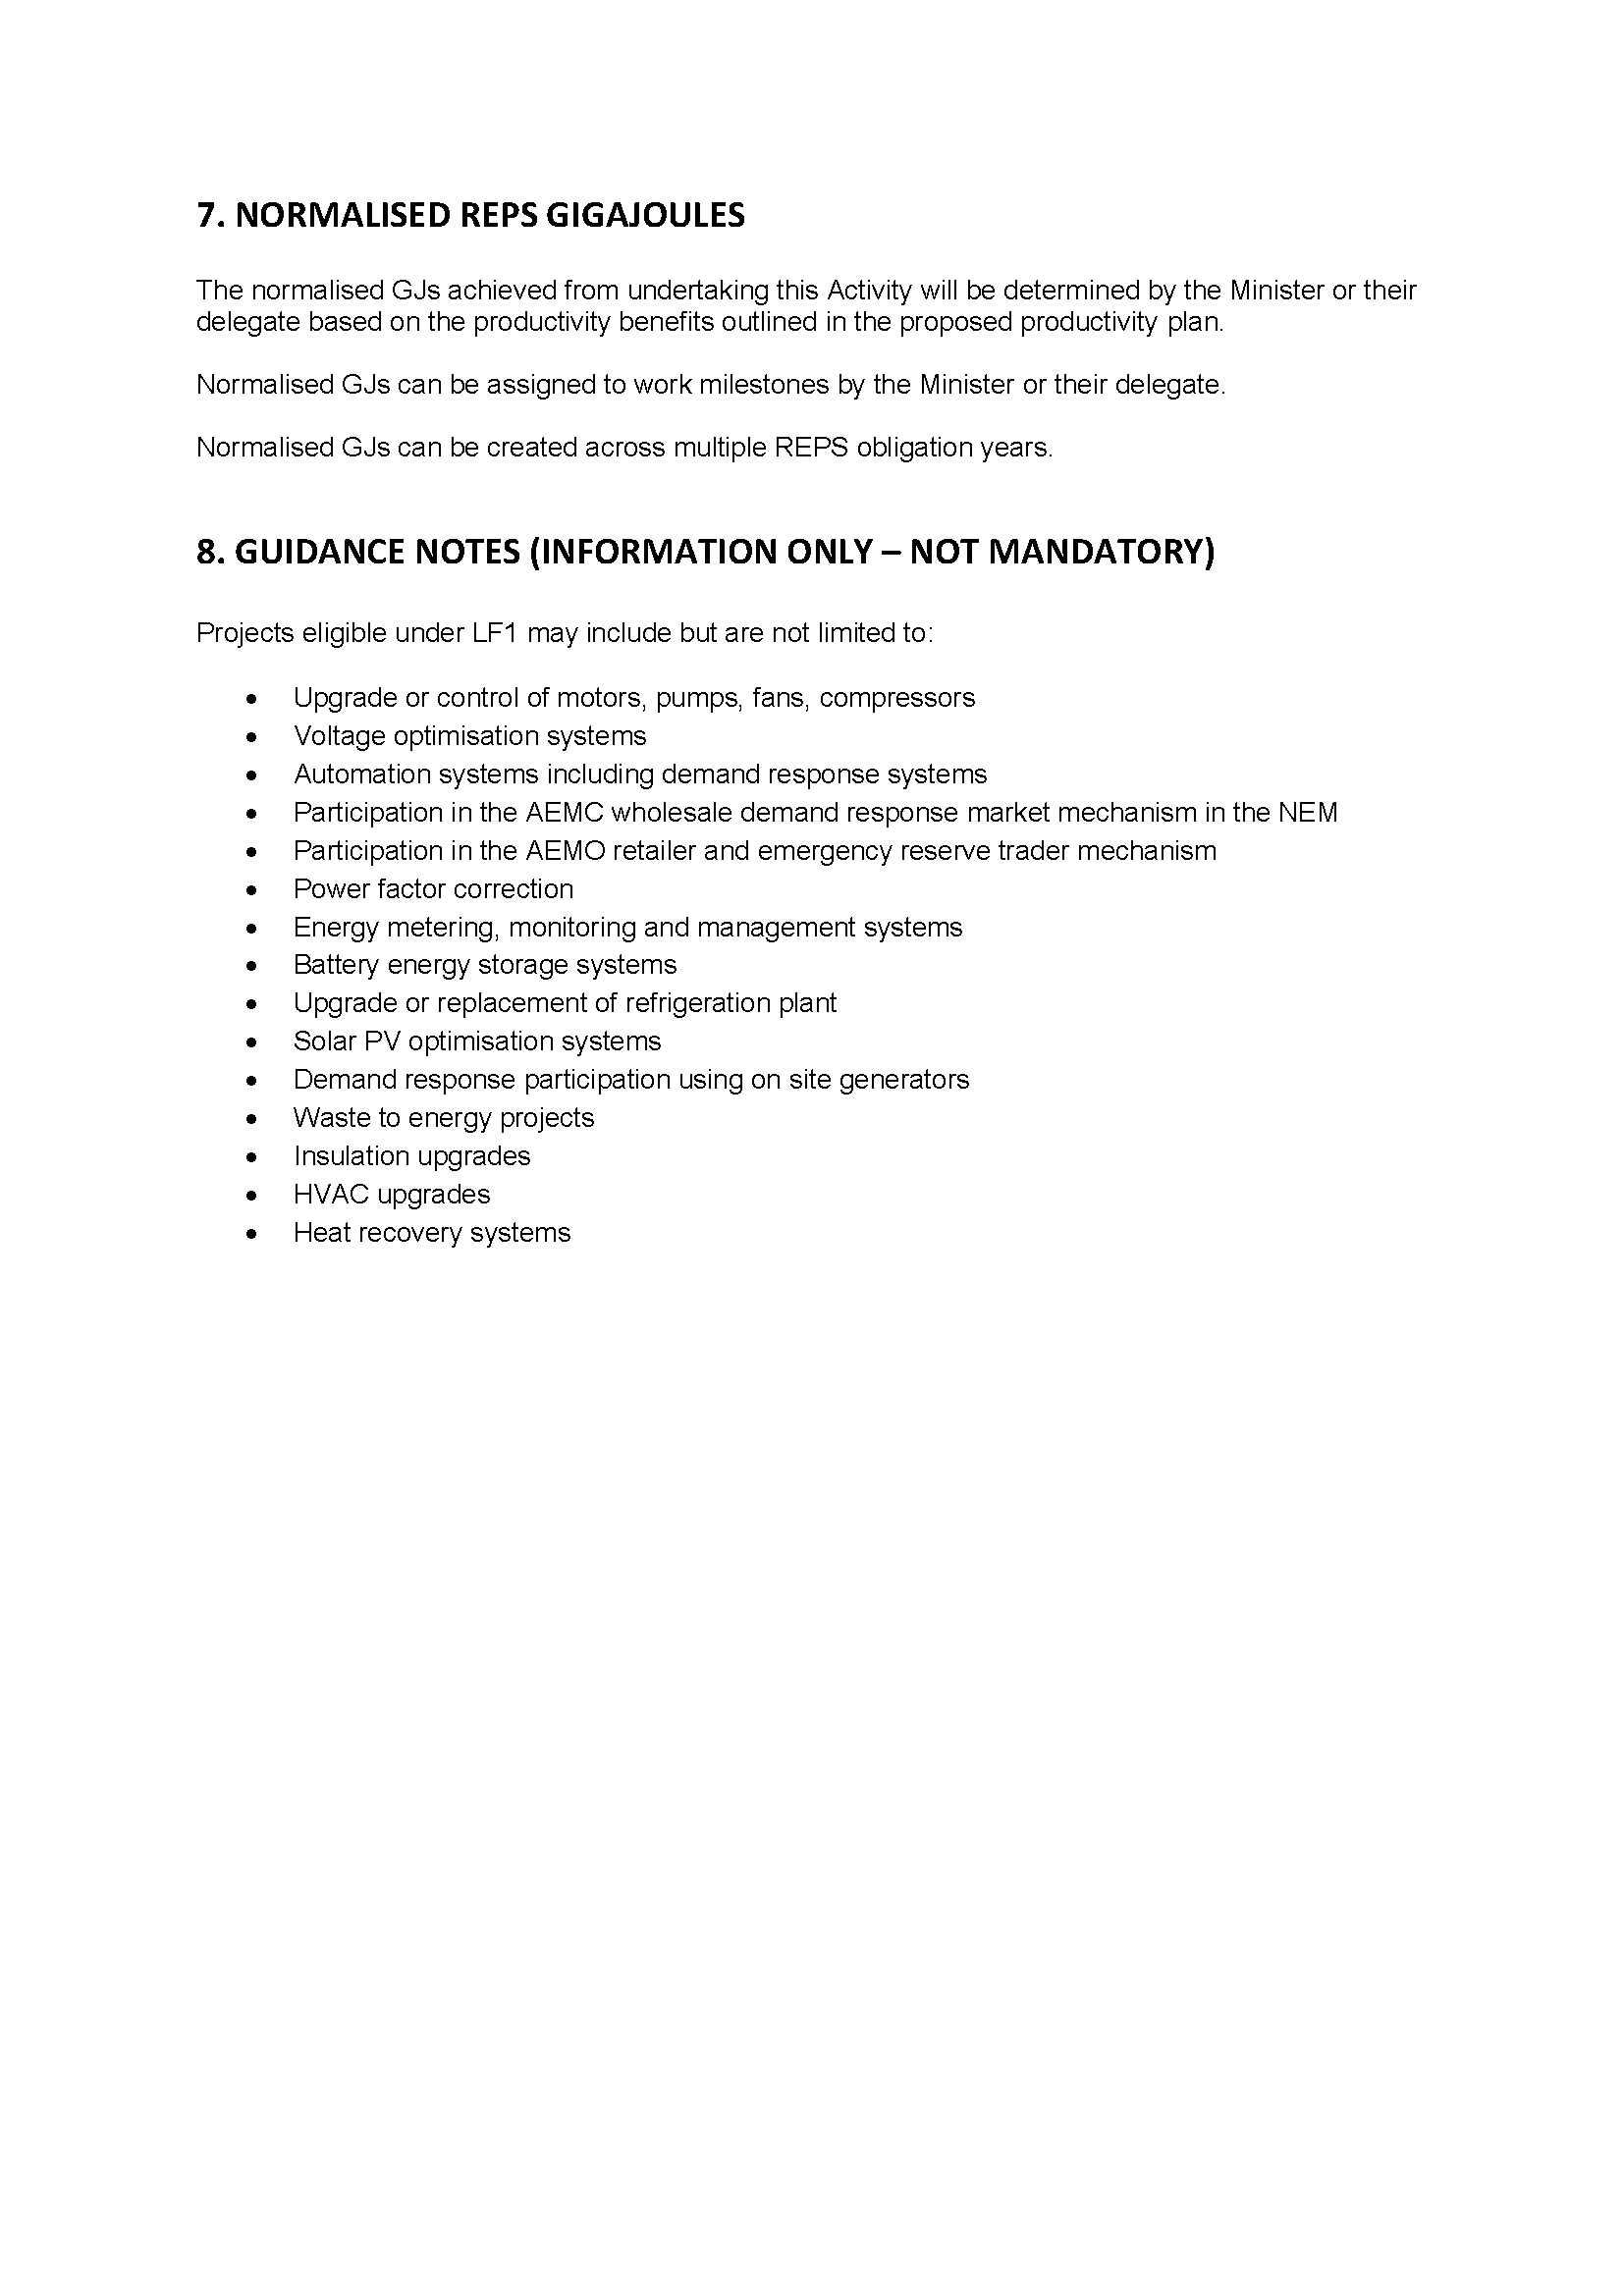 7. NORMALISED REPS GIGAJOULES
The normalised GJs achieved from undertaking this Activity will be determined by the Minister or their
delegate based on the productivity benefits outlined in the proposed productivity plan.
Normalised GJs can be assigned to work milestones by the Minister or their delegate.
Normalised GJs can be created across multiple REPS obligation years.
8. GUIDANCE NOTES (INFORMATION ONLY – NOT MANDATORY)
Projects eligible under LF1 may include but are not limited to:
• Upgrade or control of motors, pumps, fans, compressors
• Voltage optimisation systems
• Automation systems including demand response systems
• Participation in the AEMC wholesale demand response market mechanism in the NEM
• Participation in the AEMO retailer and emergency reserve trader mechanism
• Power factor correction
• Energy metering, monitoring and management systems
• Battery energy storage systems
• Upgrade or replacement of refrigeration plant
• Solar PV optimisation systems
• Demand response participation using on site generators
• Waste to energy projects
• Insulation upgrades
• HVAC upgrades
• Heat recovery systems